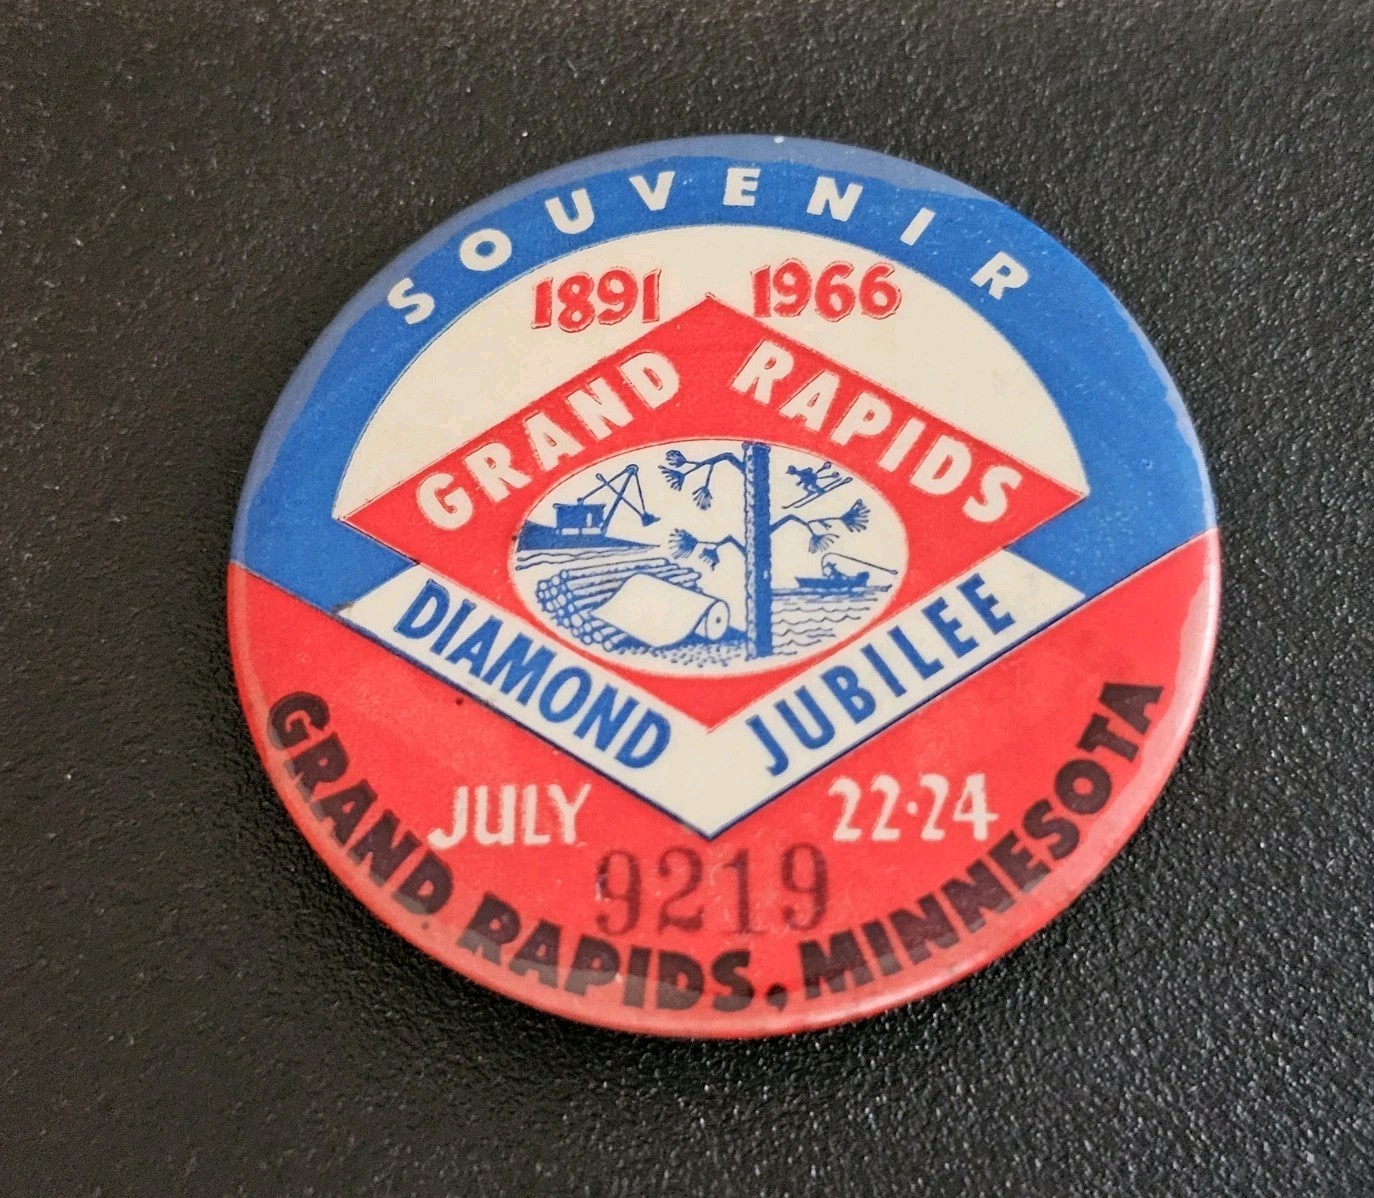 SOUVENIR
1891 1966
GRAND RAPIDS
DIAMOND JUBILEE
JULY 22-24
9219
GRAND RAPIDS, MINNESOTA